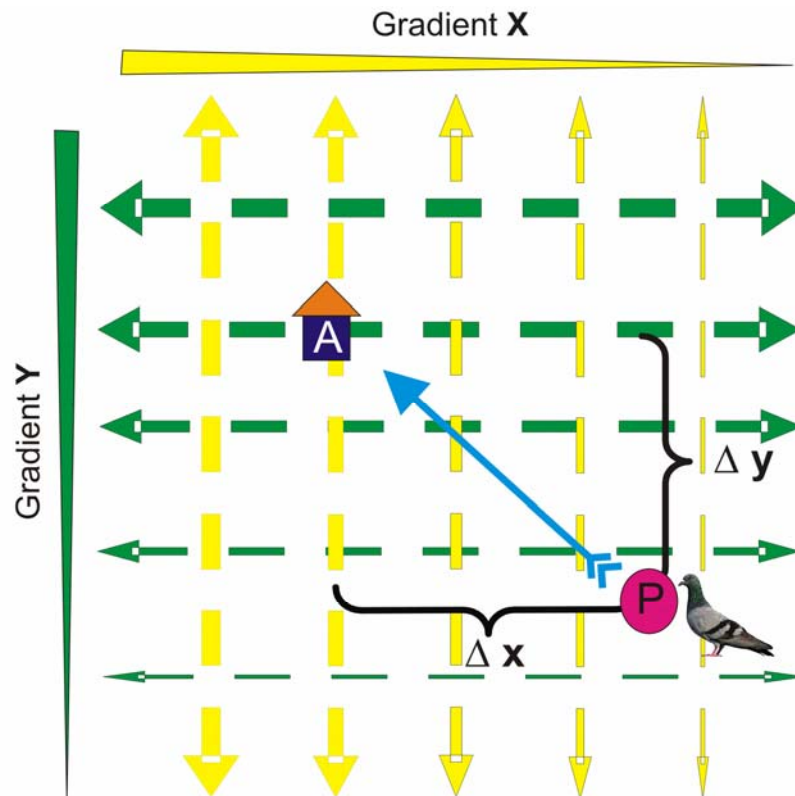 Gradient X
Gradient Y
A
Δ y
P
Δ x